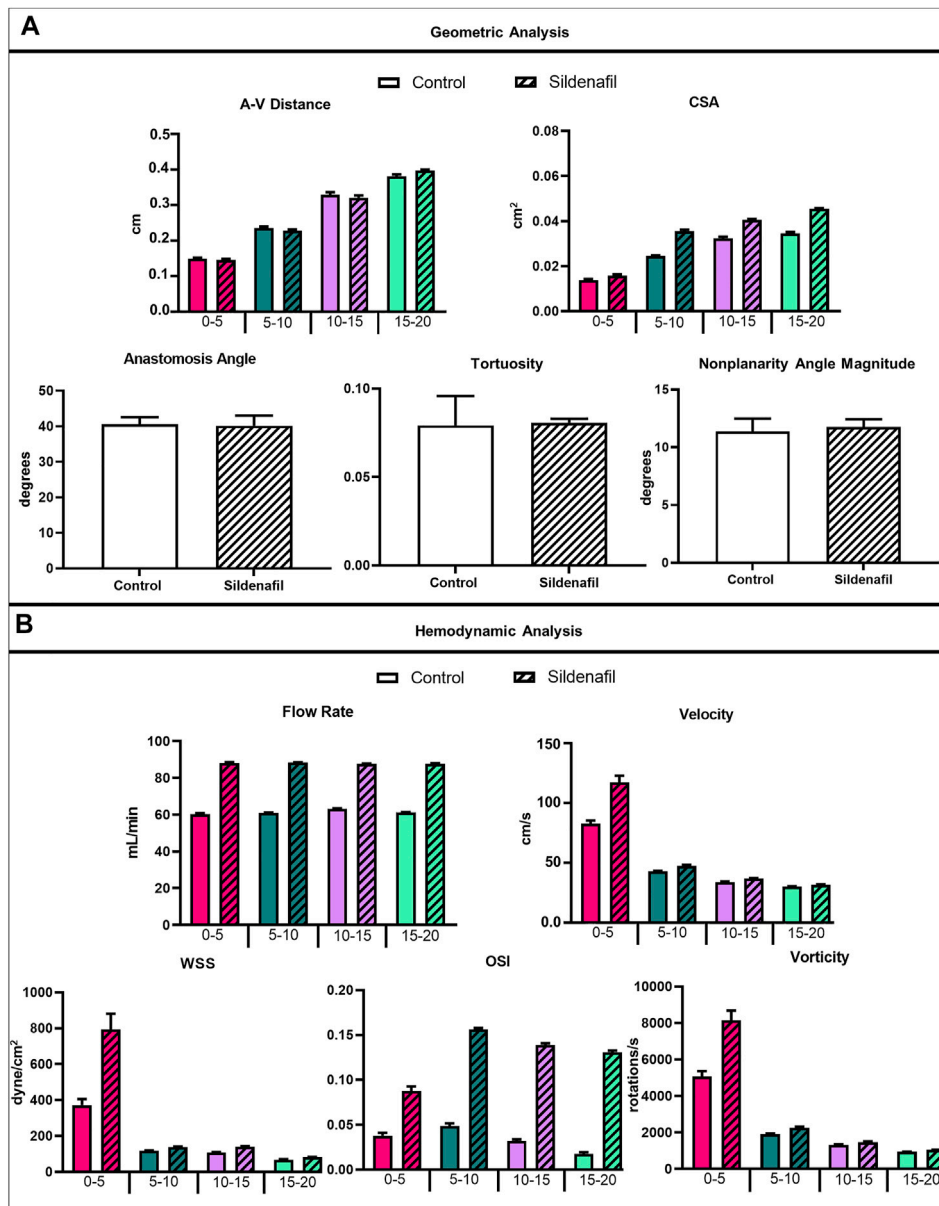 A
Geometric Analysis
Control Sildenafil
A-V Distance
cm
0.5
0.4
0.3
0.2
0.1
0.0
0-5 5-10 10-15 15-20
CSA
cm²
0.08
0.06
0.04
0.02
0.00
0-5 5-10 10-15 15-20
Anastomosis Angle
degrees
50
40
30
20
10
0
Control Sildenafil
Tortuosity
0.10
0.05
0.00
Control Sildenafil
Nonplanarity Angle Magnitude
degrees
15
10
5
0
Control Sildenafil
B
Hemodynamic Analysis
Control Sildenafil
Flow Rate
mL/min
100
80
60
40
20
0
0-5 5-10 10-15 15-20
Velocity
cm/s
150
100
50
0.0
0-5 5-10 10-15 15-20
WSS
dyne/cm²
1000
800
600
400
200
0
0-5 5-10 10-15 15-20
OSI
0.20
0.15
0.10
0.05
0.00
0-5 5-10 10-15 15-20
Vorticity
rotations/s
10000
8000
6000
4000
2000
0
0-5 5-10 10-15 15-20